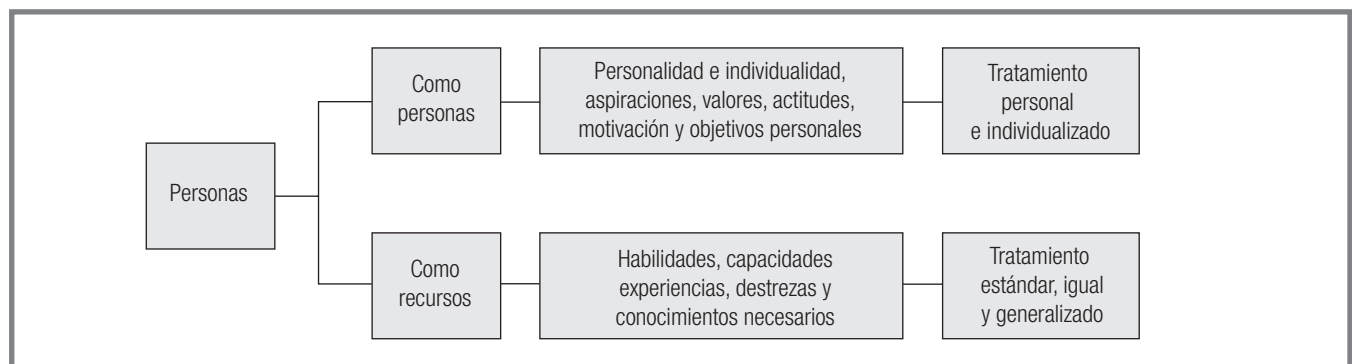 Personas
Como
personas
Personalidad e individualidad,
aspiraciones, valores, actitudes,
motivación y objetivos personales
Tratamiento
personal
e individualizado
Como
recursos
Habilidades, capacidades
experiencias, destrezas y
conocimientos necesarios
Tratamiento
estándar, igual
y generalizado